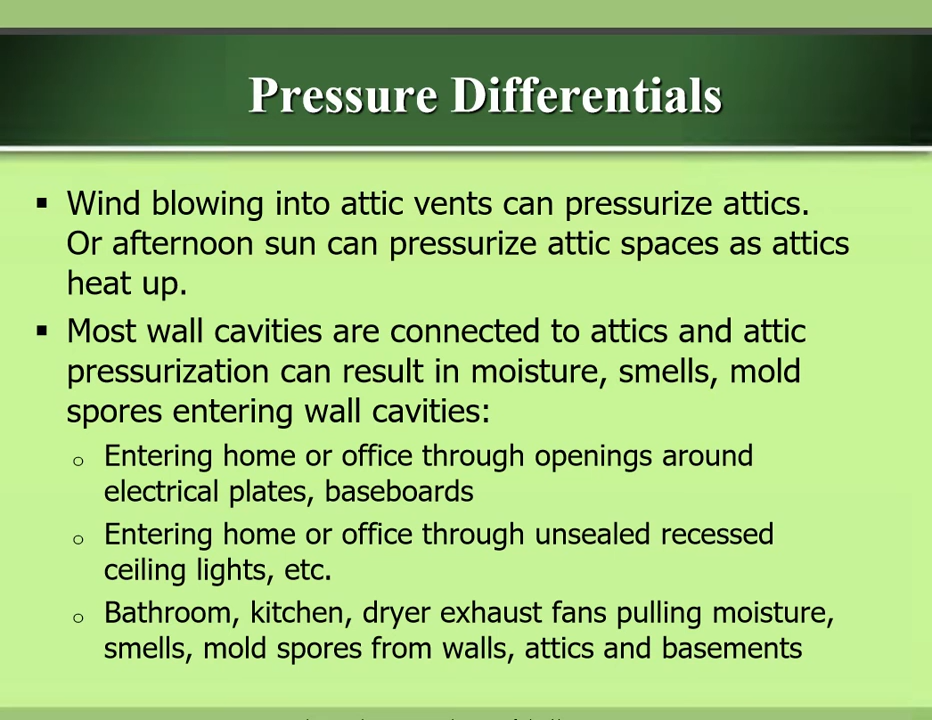 Pressure Differentials
▪ Wind blowing into attic vents can pressurize attics.
Or afternoon sun can pressurize attic spaces as attics
heat up.
▪ Most wall cavities are connected to attics and attic
pressurization can result in moisture, smells, mold
spores entering wall cavities:
o Entering home or office through openings around
electrical plates, baseboards
o Entering home or office through unsealed recessed
ceiling lights, etc.
o Bathroom, kitchen, dryer exhaust fans pulling moisture,
smells, mold spores from walls, attics and basements